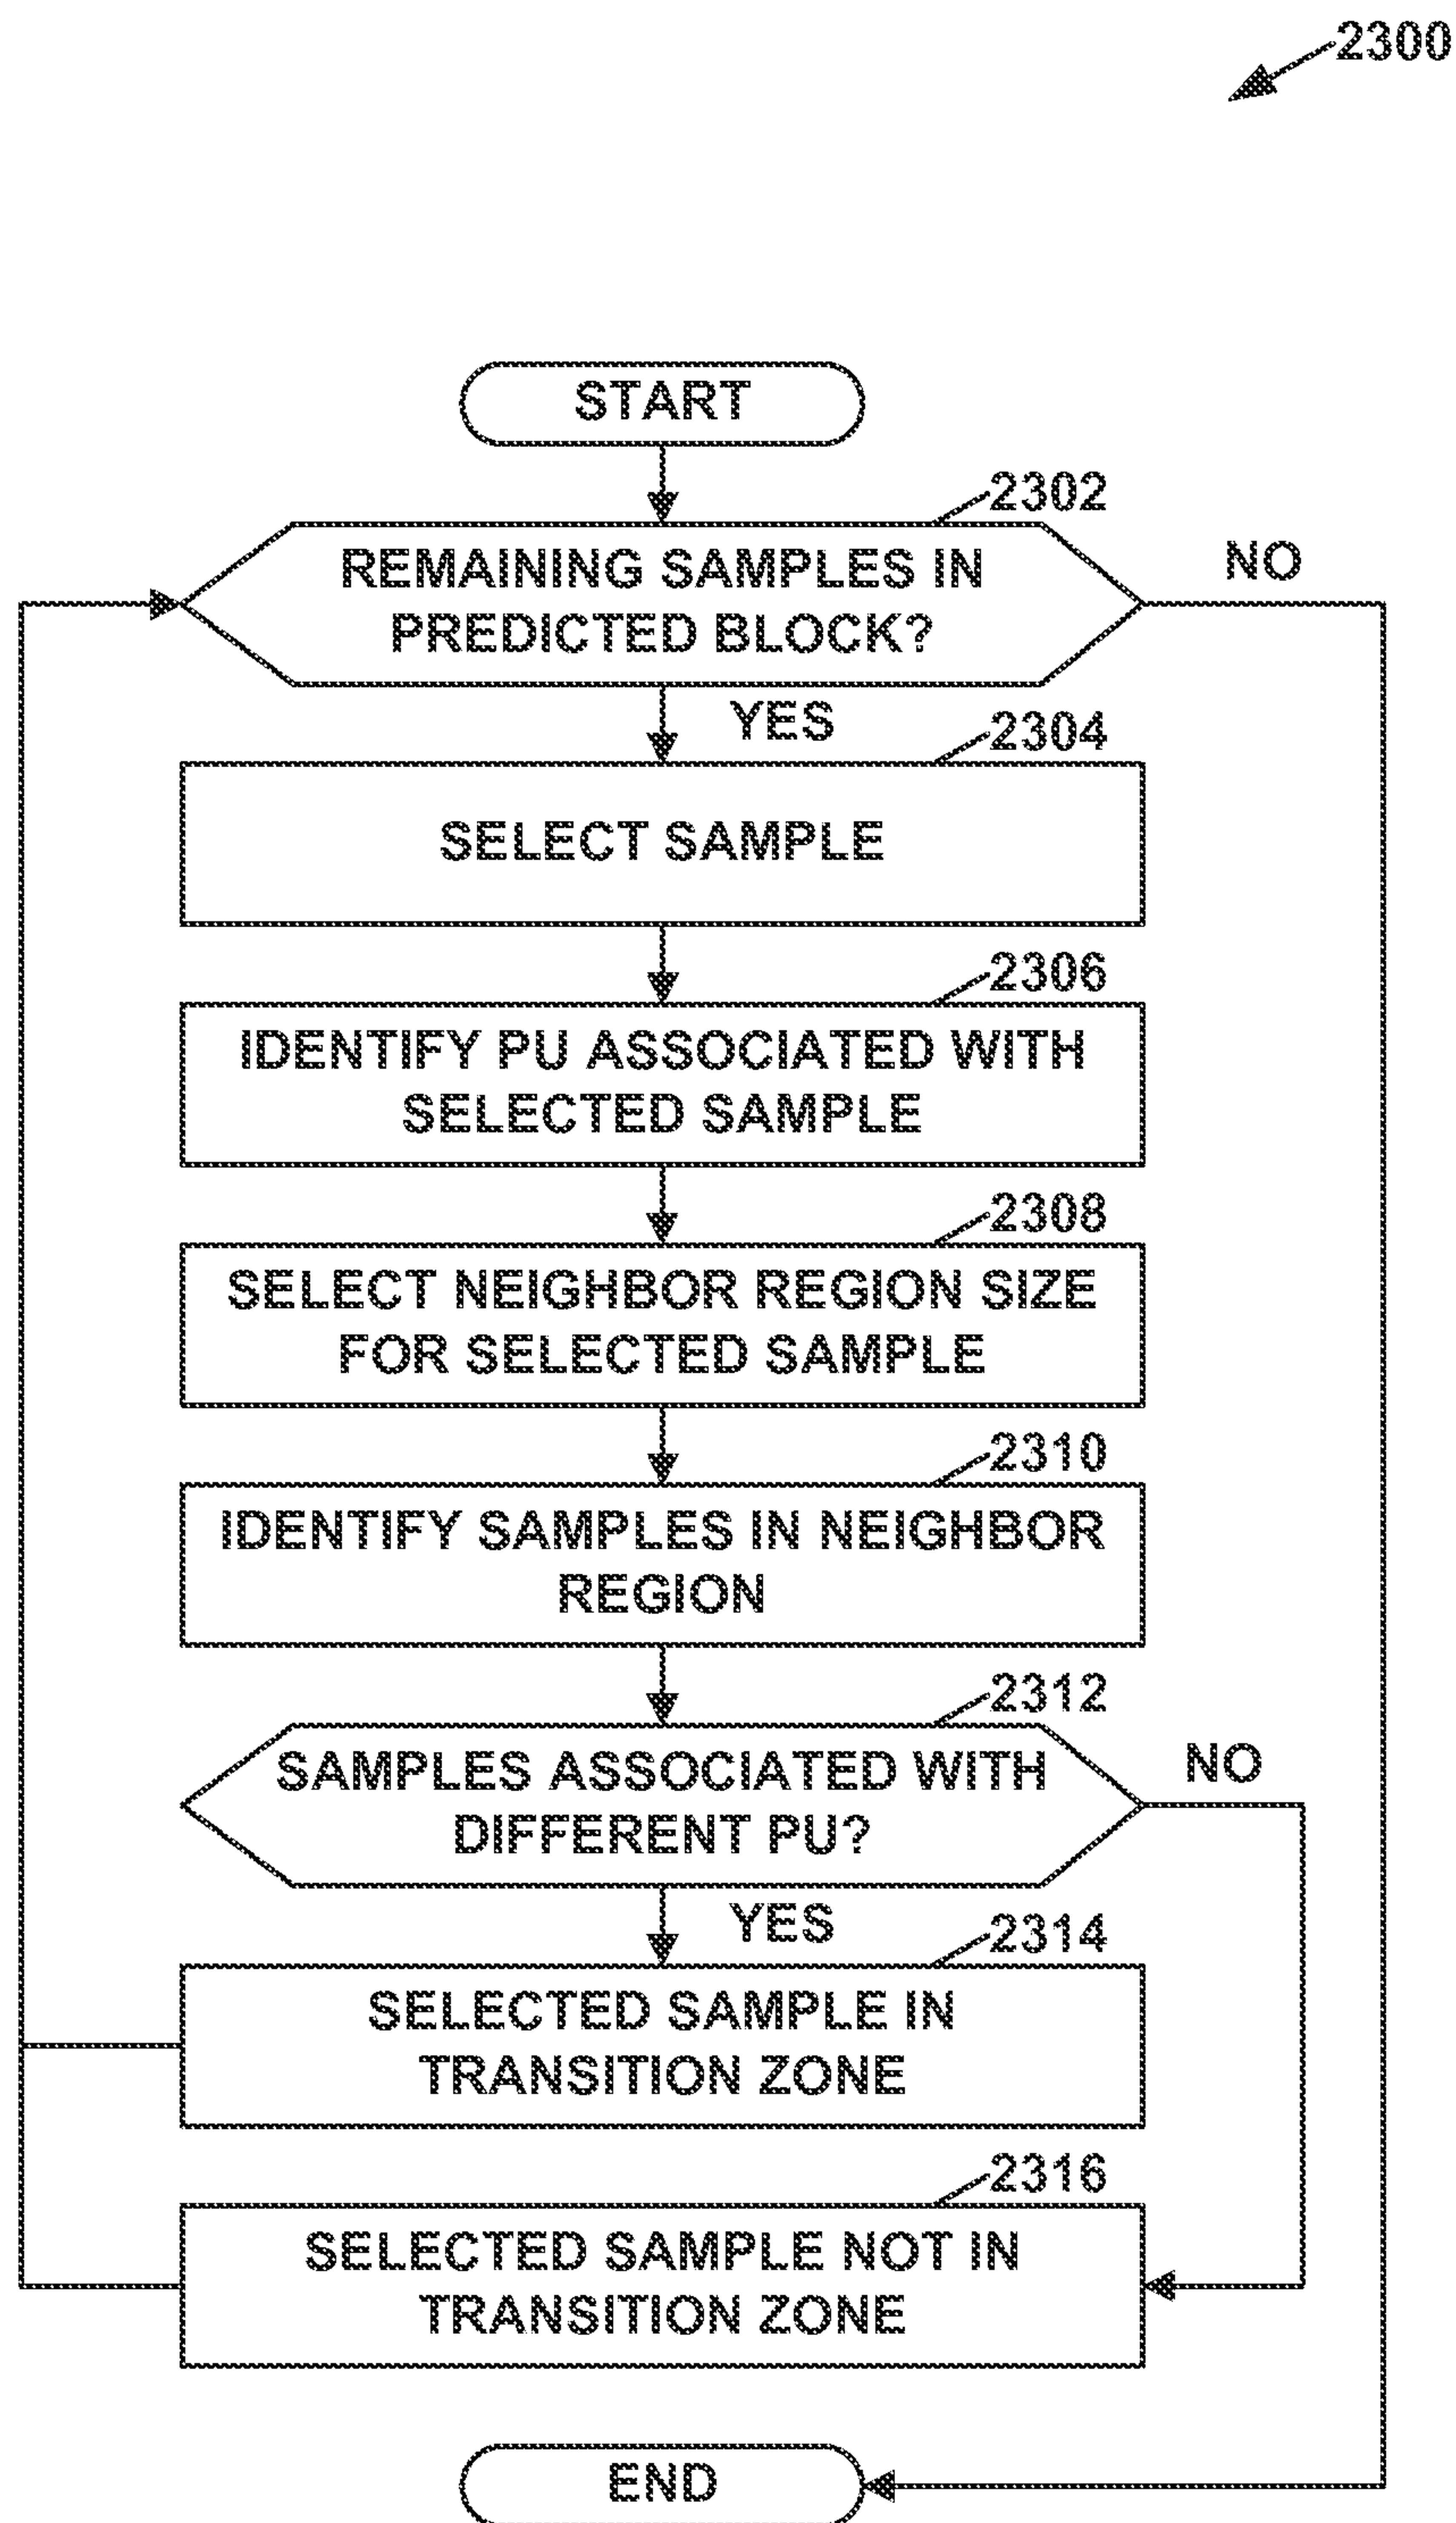 2300
START
2302
REMAINING SAMPLES IN
PREDICTED BLOCK?
NO
YES
2304
SELECT SAMPLE
2306
IDENTIFY PU ASSOCIATED WITH
SELECTED SAMPLE
2308
SELECT NEIGHBOR REGION SIZE
FOR SELECTED SAMPLE
2310
IDENTIFY SAMPLES IN NEIGHBOR
REGION
2312
SAMPLES ASSOCIATED WITH
DIFFERENT PU?
NO
YES
2314
SELECTED SAMPLE IN
TRANSITION ZONE
2316
SELECTED SAMPLE NOT IN
TRANSITION ZONE
END